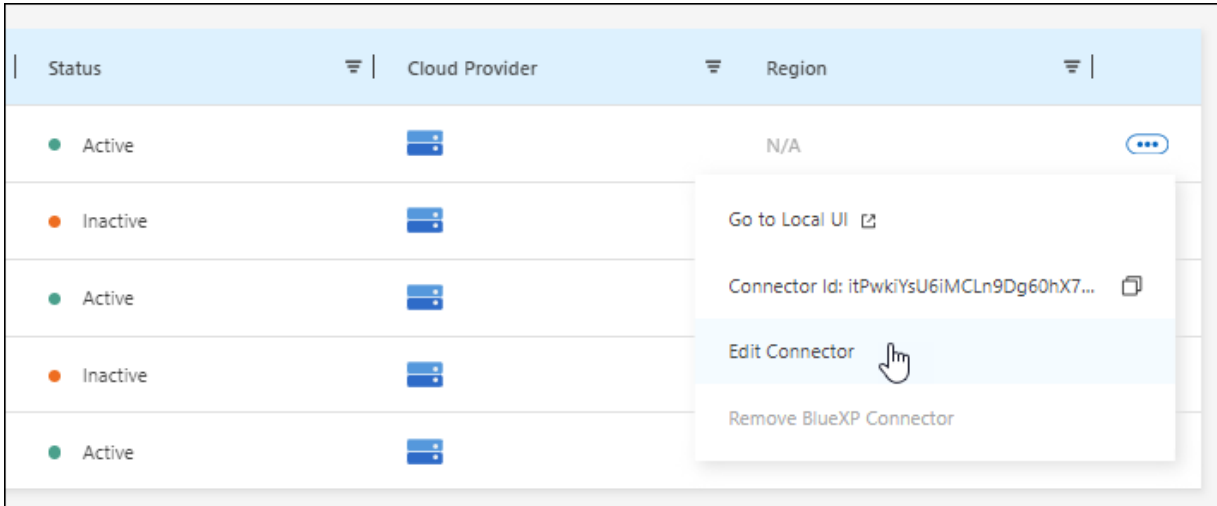 Status Cloud Provider Region
Active N/A
Inactive
Go to Local UI
Active
Connector Id: itPwkiYsU6iMCLn9Dg60hX7...
Edit Connector
Inactive
Remove BlueXP Connector
Active